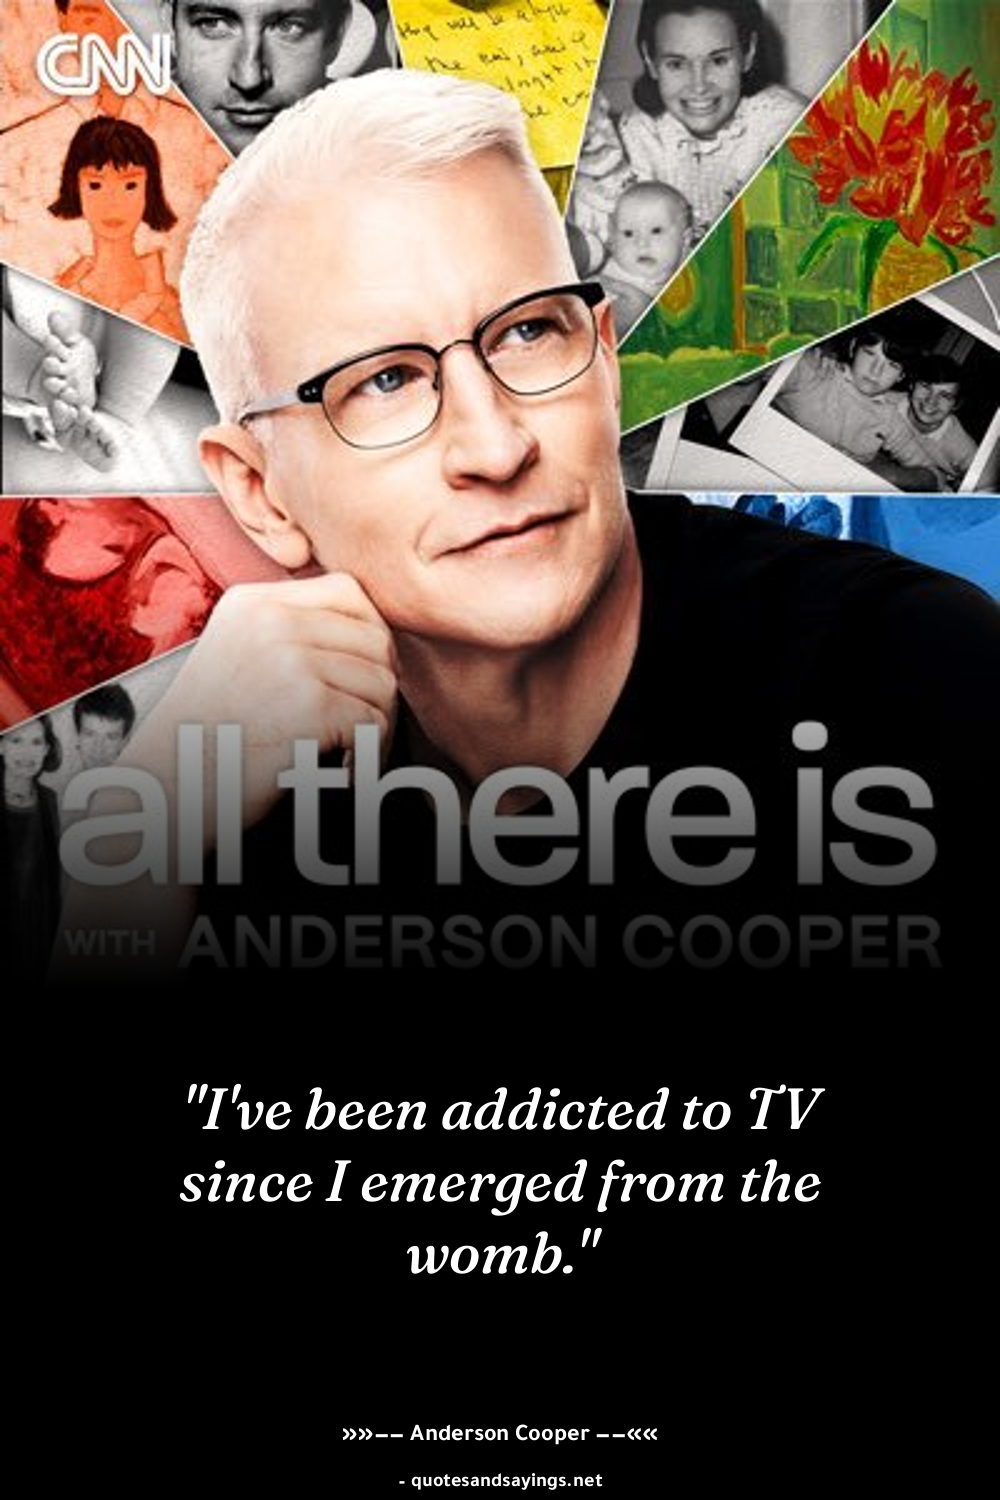 CNN
all there is
WITH ANDERSON COOPER
"I've been addicted to TV
since I emerged from the
womb."
»»–– Anderson Cooper ––««
- quotesandsayings.net